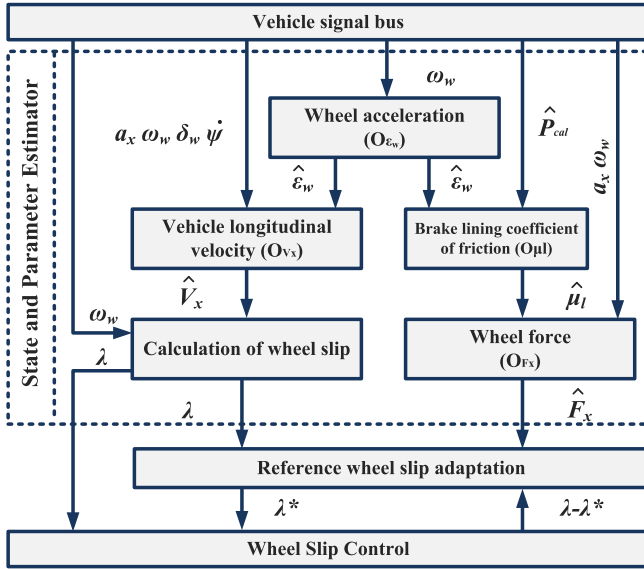 Vehicle signal bus
State and Parameter Estimator
ω_w
Wheel acceleration
(Oε_w)
a_x ω_w δ_w ψ̇
P̂_cal
a_x ω_w
ε̂_w
ε̂_w
Vehicle longitudinal
velocity (Ovx)
Brake lining coefficient
of friction (Oμl)
V̂_x
μ̂_l
ω_w
Calculation of wheel slip
Wheel force
(OFx)
λ
λ
F̂_x
Reference wheel slip adaptation
λ*
λ-λ*
Wheel Slip Control